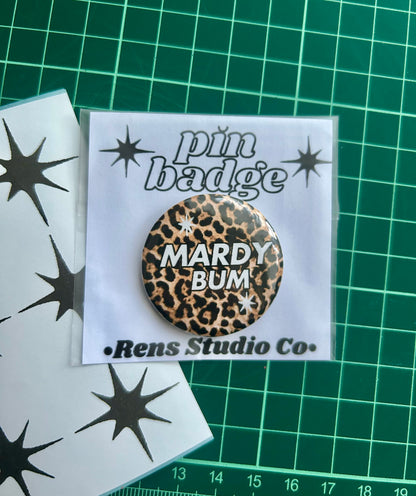 pin
badge
MARDY
BUM
•Rens Studio Co•
13 14 15 16 17 18 19